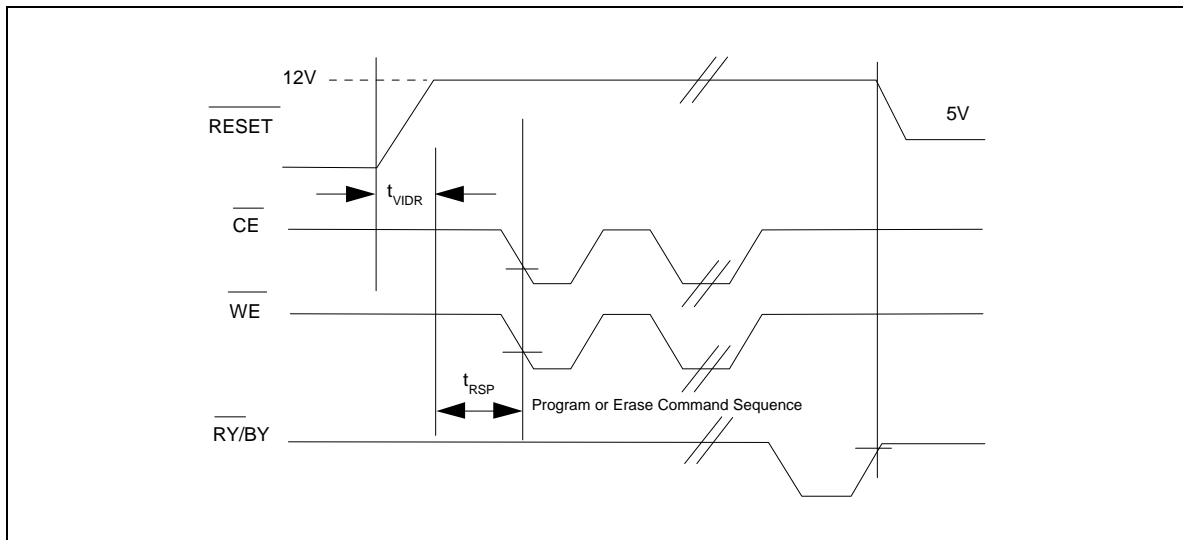 12V
RESET
5V
tVIDR
CE
WE
tRSP
Program or Erase Command Sequence
RY/BY